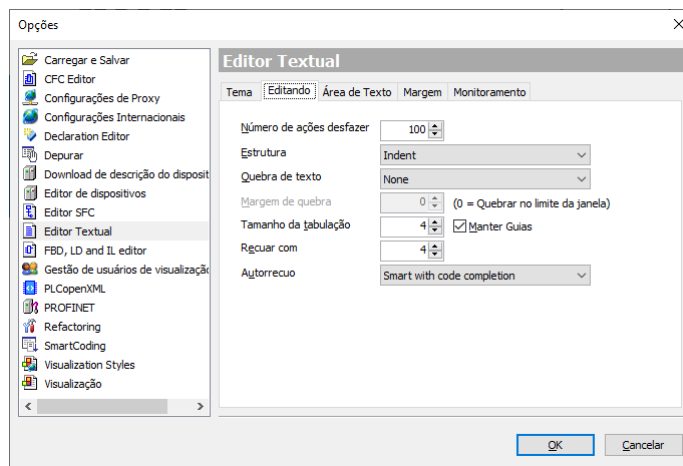 Opções
Carregar e Salvar
CFC Editor
Configurações de Proxy
Configurações Internacionais
Declaration Editor
Depurar
Download de descrição do disposit
Editor de dispositivos
Editor SFC
Editor Textual
FBD, LD and IL editor
Gestão de usuários de visualizaçã
PLCopenXML
PROFINET
Refactoring
SmartCoding
Visualization Styles
Visualização
Editor Textual
Tema Editando Área de Texto Margem Monitoramento
Número de ações desfazer 100
Estrutura Indent
Quebra de texto None
Margem de quebra 0 (0 = Quebrar no limite da janela)
Tamanho da tabulação 4 Manter Guias
Recuar com 4
Autorrecuo Smart with code completion
OK Cancelar